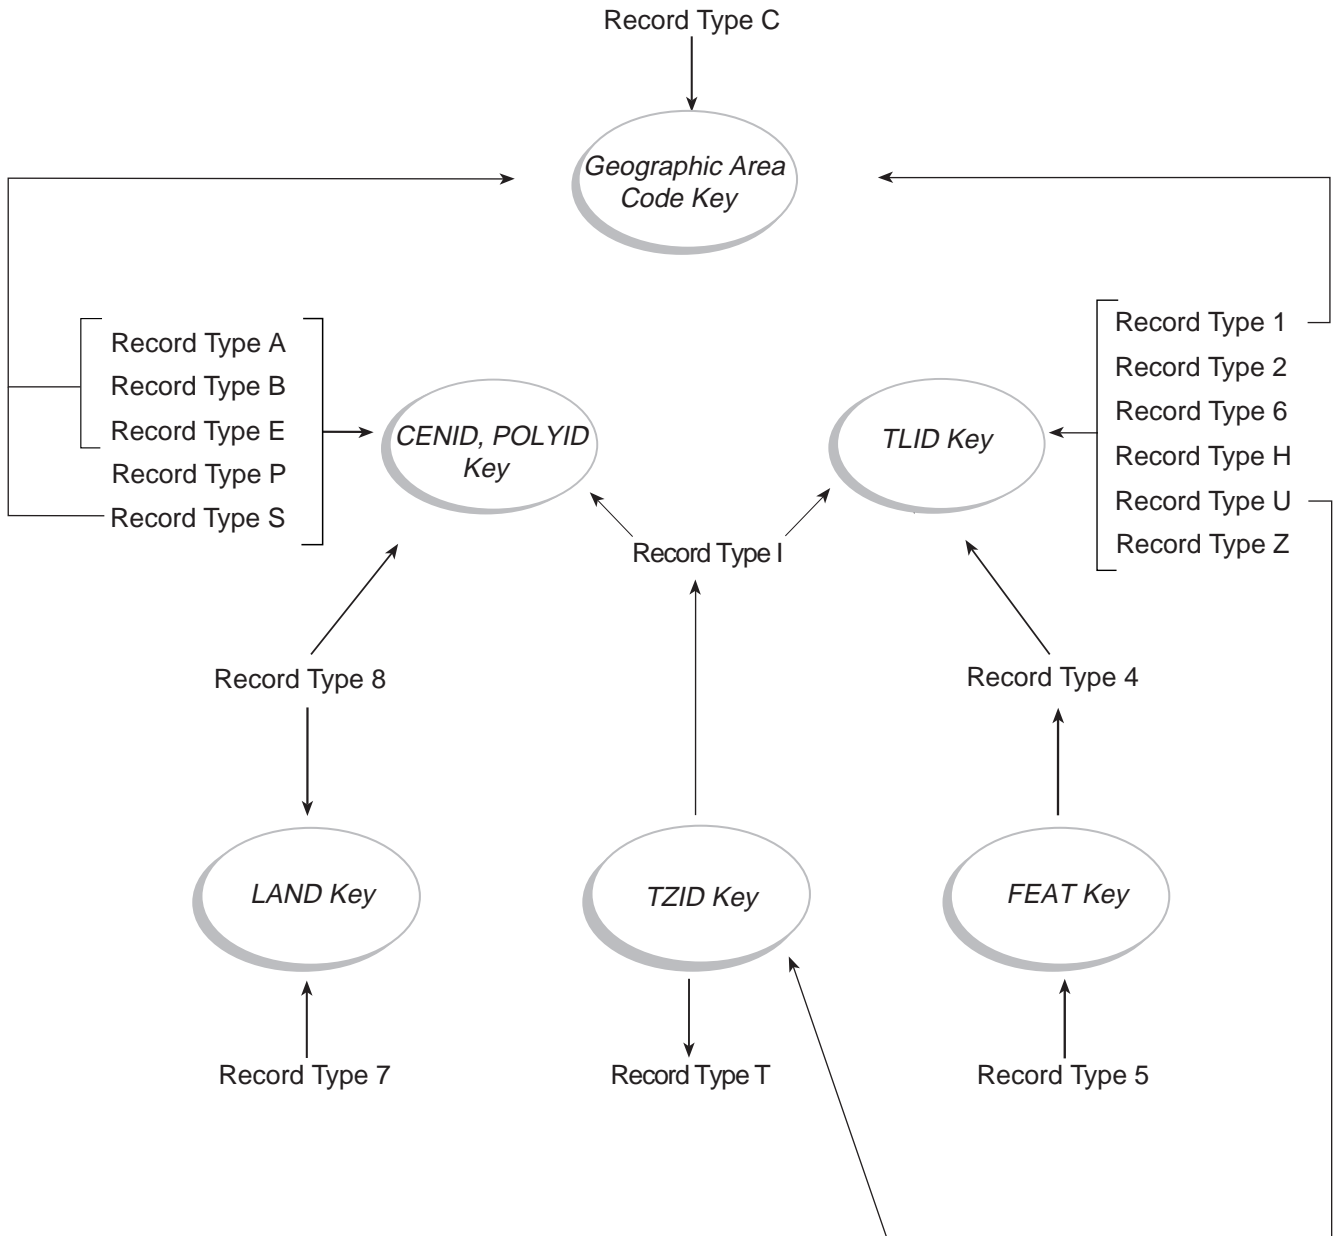 Record Type C
Geographic Area
Code Key
Record Type A
Record Type B
Record Type E
Record Type P
Record Type S
CENID, POLYID
Key
TLID Key
Record Type 1
Record Type 2
Record Type 6
Record Type H
Record Type U
Record Type Z
Record Type I
Record Type 8
Record Type 4
LAND Key
TZID Key
FEAT Key
Record Type 7
Record Type T
Record Type 5